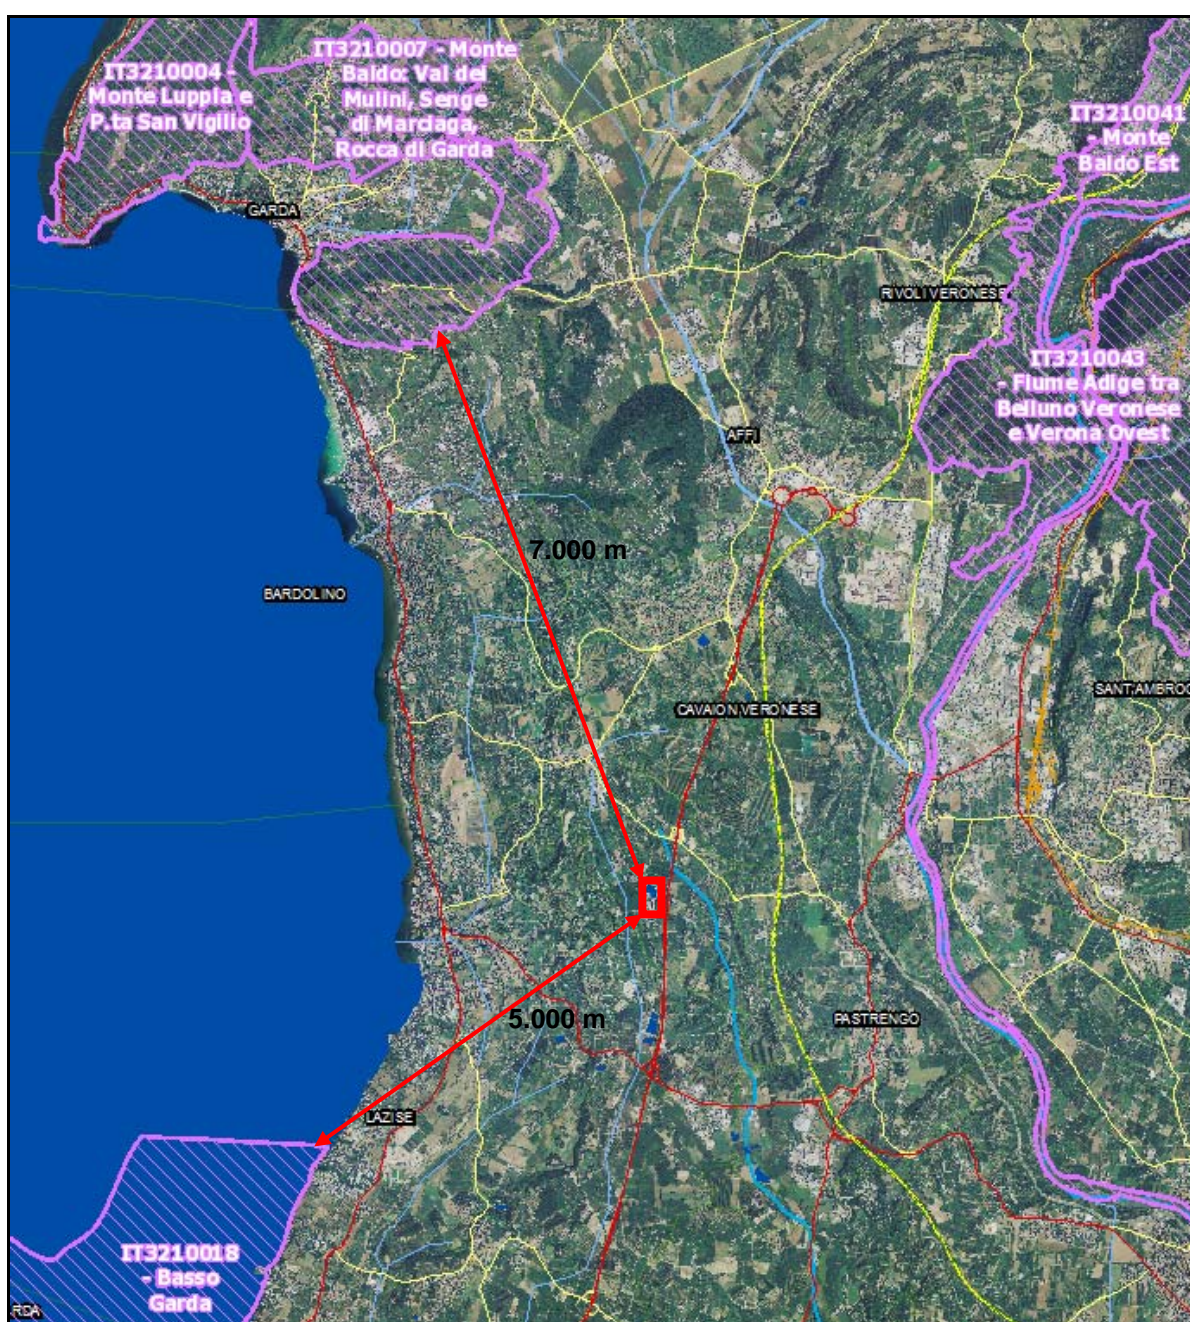 IT3210007 - Monte
Baldo: Val dei
Mulini, Senge
di Marciaga,
Rocca di Garda
IT3210004 -
Monte Luppia e
P.ta San Vigilio
IT3210041
- Monte
Baldo Est
GARDA
RIVOLI VERONESE
IT3210043
- Fiume Adige tra
Belluno Veronese
e Verona Ovest
AFFI
7.000 m
BARDOLINO
SANT'AMBROG
CAVAION VERONESE
5.000 m
PASTRENGO
LAZISE
IT3210018
- Basso
Garda
RDA